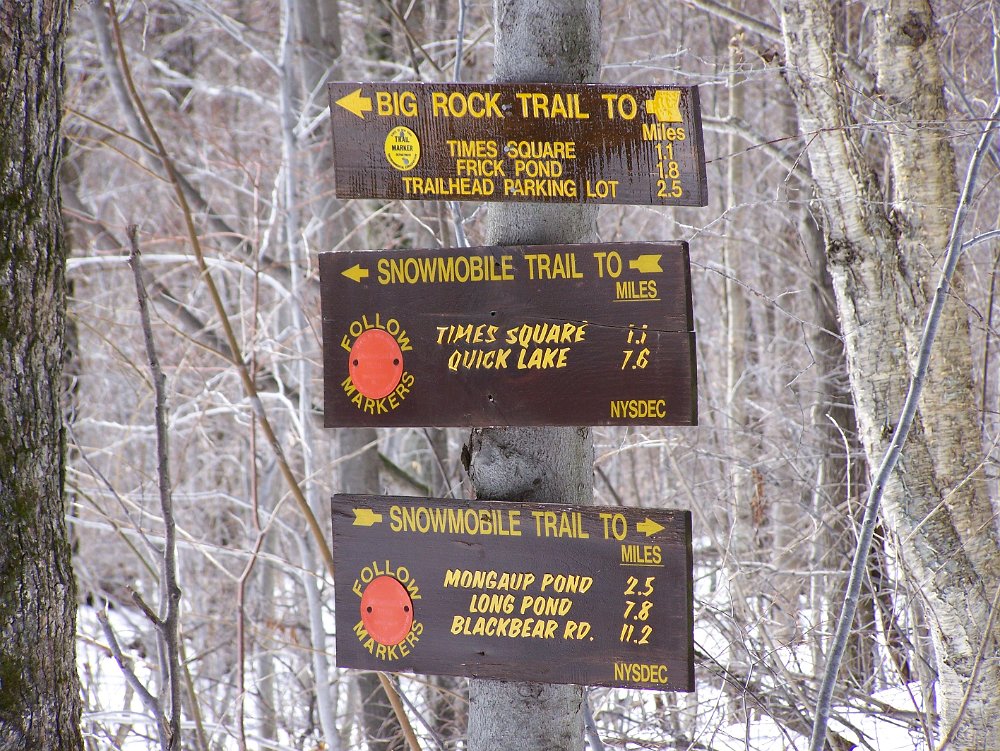 BIG ROCK TRAIL TO
Miles
TRAIL
MARKER
TIMES SQUARE 1.1
FRICK POND 1.8
TRAILHEAD PARKING LOT 2.5
SNOWMOBILE TRAIL TO
MILES
FOLLOW
MARKERS
TIMES SQUARE 1.1
QUICK LAKE 7.6
NYSDEC
SNOWMOBILE TRAIL TO
MILES
FOLLOW
MARKERS
MONGAUP POND 2.5
LONG POND 7.8
BLACKBEAR RD. 11.2
NYSDEC